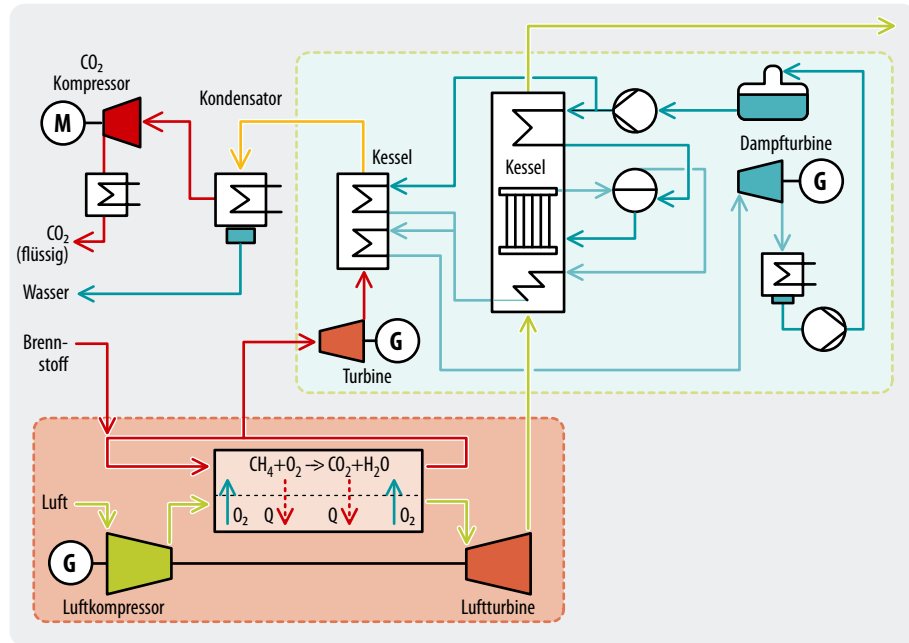 CO₂
Kompressor
M
Kondensator
Kessel
Kessel
Dampfturbine
G
CO₂
(flüssig)
Wasser
Brenn-
stoff
G
Turbine
CH₄+O₂ -> CO₂+H₂O
O₂
Q
Q
O₂
Luft
G
Luftkompressor
Luftturbine